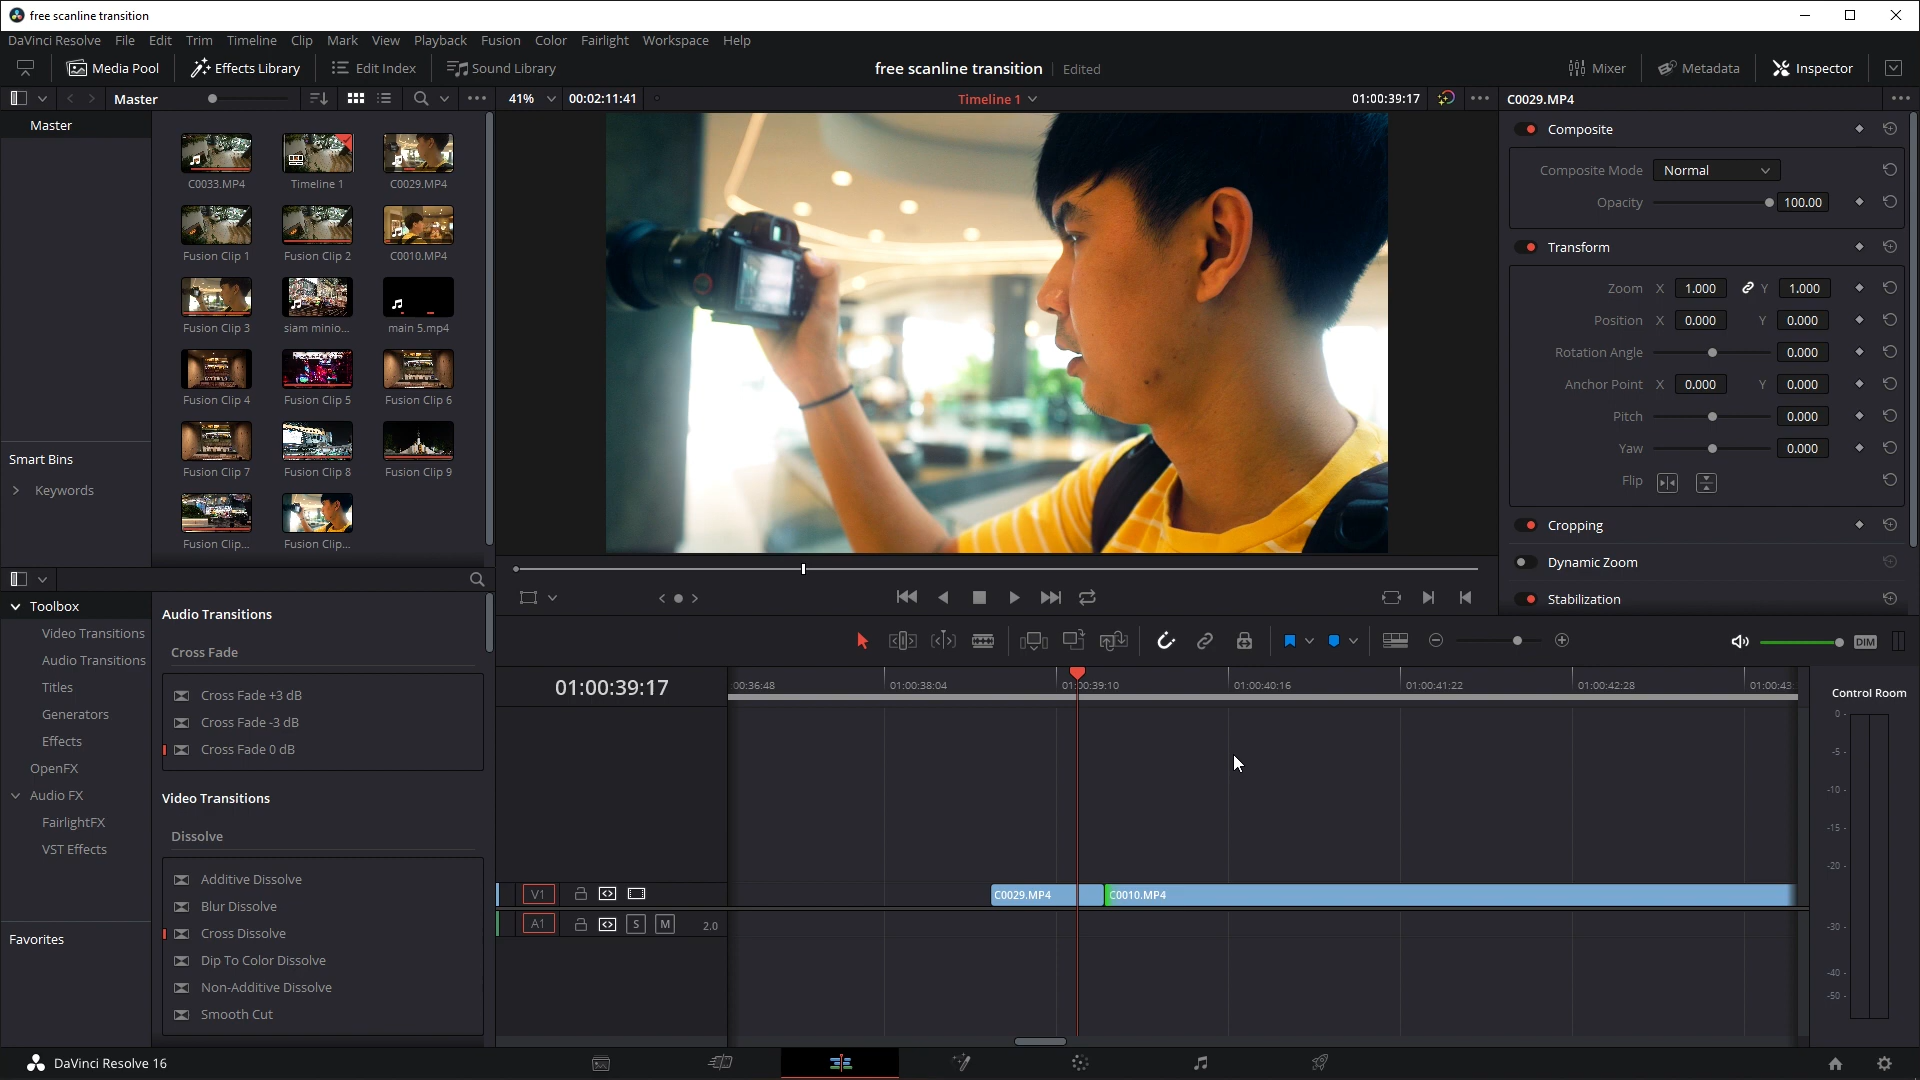 free scanline transition
DaVinci Resolve File Edit Trim Timeline Clip Mark View Playback Fusion Color Fairlight Workspace Help
Media Pool Effects Library Edit Index Sound Library free scanline transition Edited Mixer Metadata Inspector
Master 41% 00:02:11:41 Timeline 1 01:00:39:17 C0029.MP4
Master
C0033.MP4 Timeline 1 C0029.MP4
Fusion Clip 1 Fusion Clip 2 C0010.MP4
Fusion Clip 3 siam minio... main 5.mp4
Fusion Clip 4 Fusion Clip 5 Fusion Clip 6
Fusion Clip 7 Fusion Clip 8 Fusion Clip 9
Fusion Clip... Fusion Clip...
Smart Bins
Keywords
Composite
Composite Mode Normal
Opacity 100.00
Transform
Zoom X 1.000 Y 1.000
Position X 0.000 Y 0.000
Rotation Angle 0.000
Anchor Point X 0.000 Y 0.000
Pitch 0.000
Yaw 0.000
Flip
Cropping
Dynamic Zoom
Stabilization
Toolbox
Video Transitions
Audio Transitions
Titles
Generators
Effects
OpenFX
Audio FX
FairlightFX
VST Effects
Favorites
Audio Transitions
Cross Fade
Cross Fade +3 dB
Cross Fade -3 dB
Cross Fade 0 dB
Video Transitions
Dissolve
Additive Dissolve
Blur Dissolve
Cross Dissolve
Dip To Color Dissolve
Non-Additive Dissolve
Smooth Cut
DIM
01:00:39:17
:00:36:48 01:00:38:04 01:00:39:10 01:00:40:16 01:00:41:22 01:00:42:28 01:00:43:
V1 C0029.MP4 C0010.MP4
A1 S M 2.0
Control Room
0 -
-5 -
-10 -
-15 -
-20 -
-30 -
-40 -
-50 -
DaVinci Resolve 16